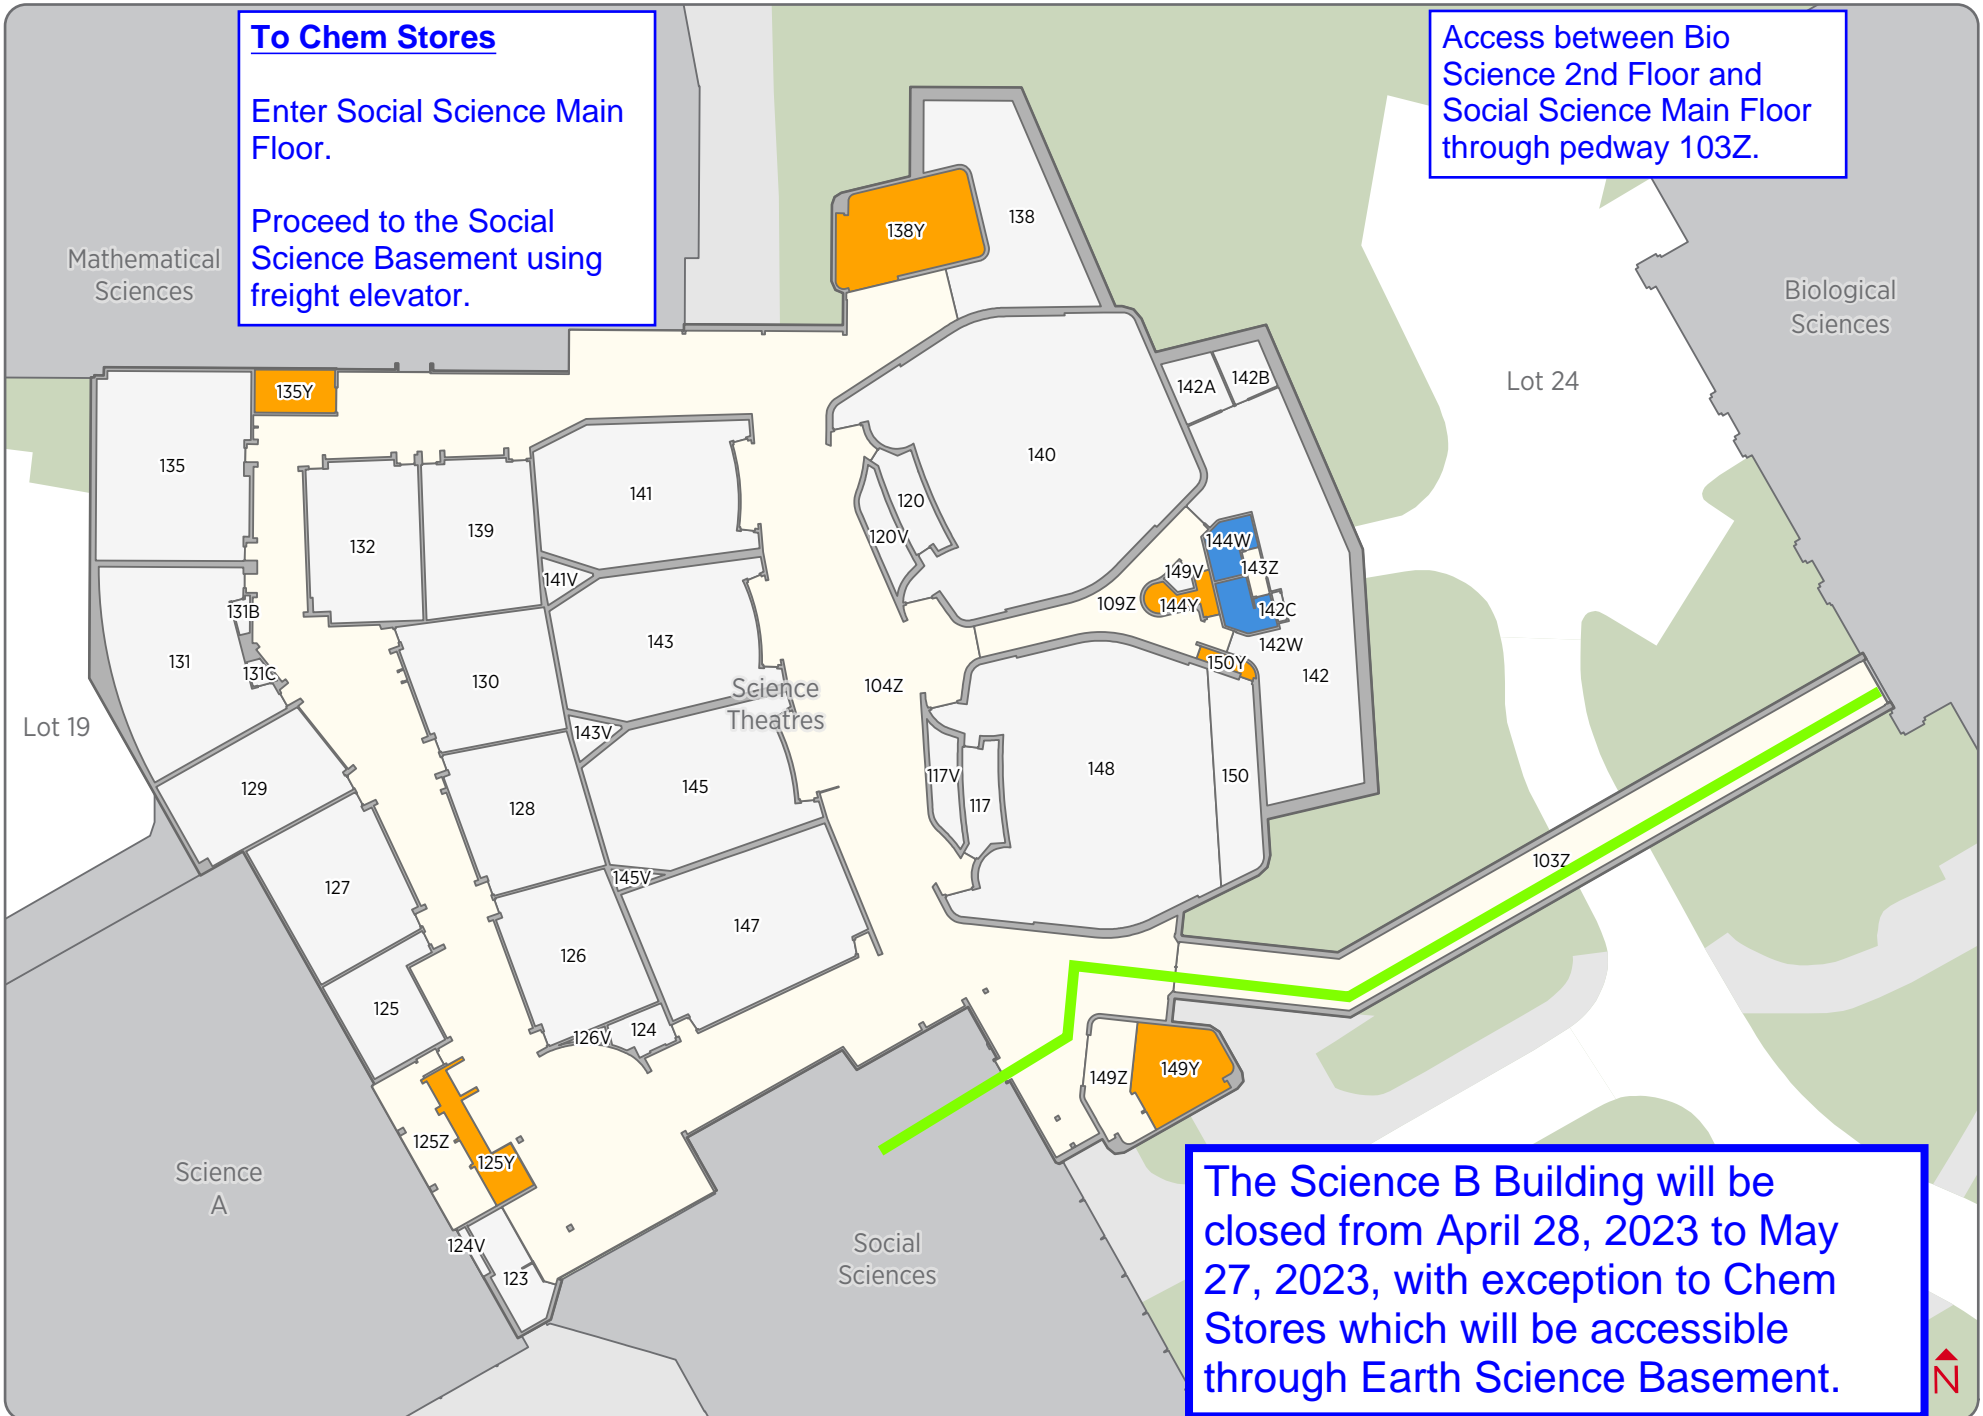 To Chem Stores
Enter Social Science Main
Floor.
Proceed to the Social
Science Basement using
freight elevator.
Access between Bio
Science 2nd Floor and
Social Science Main Floor
through pedway 103Z.
Mathematical
Sciences
Biological
Sciences
Lot 24
138Y
138
135Y
142A
142B
135
141
140
120
120V
132
139
144W
143Z
149V
141V
109Z
144Y
142C
131B
142W
131
131C
143
150Y
130
142
104Z
Science
Theatres
Lot 19
143V
117V
117
148
150
129
145
128
103Z
127
145V
147
126
125
126V
124
149Z
149Y
125Z
125Y
Science
A
124V
123
Social
Sciences
The Science B Building will be
closed from April 28, 2023 to May
27, 2023, with exception to Chem
Stores which will be accessible
through Earth Science Basement.
N